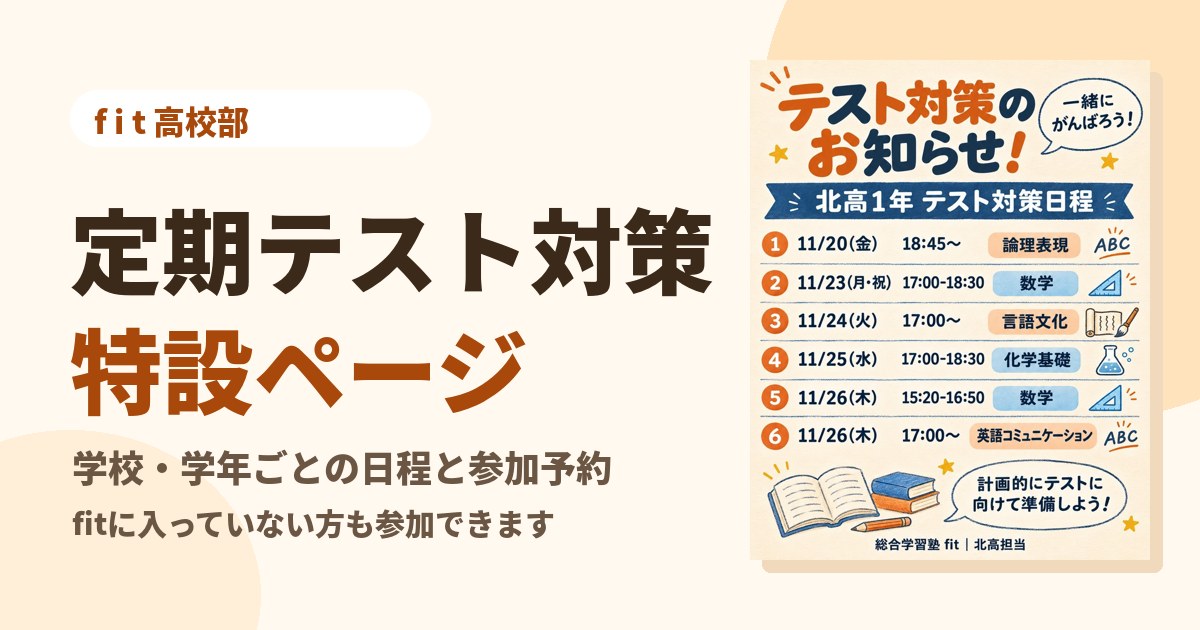 fit高校部
定期テスト対策
特設ページ
学校・学年ごとの日程と参加予約
fitに入っていない方も参加できます
テスト対策の
お知らせ!
一緒に
がんばろう!
北高1年 テスト対策日程
1 11/20(金) 18:45〜 論理表現 ABC
2 11/23(月・祝) 17:00-18:30 数学
3 11/24(火) 17:00〜 言語文化
4 11/25(水) 17:00-18:30 化学基礎
5 11/26(木) 15:20-16:50 数学
6 11/26(木) 17:00〜 英語コミュニケーション ABC
計画的にテストに
向けて準備しよう!
総合学習塾 fit | 北高担当